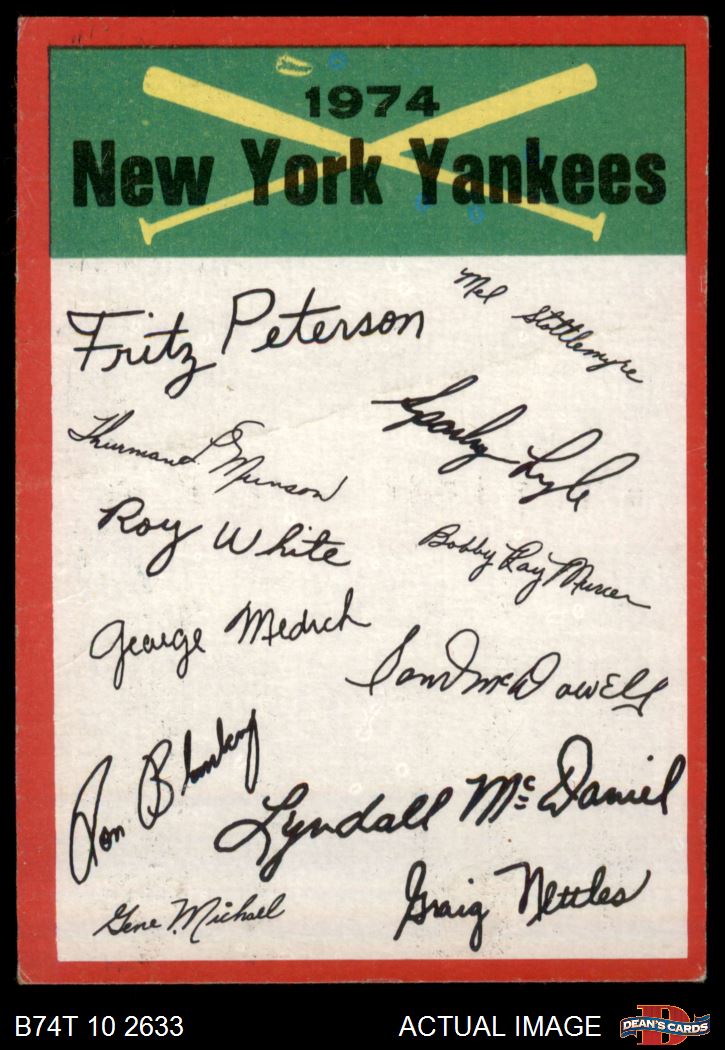 1974
New York Yankees
Fritz Peterson
Mel Stottlemyre
Thurman L Munson
Sparky Lyle
Roy White
Bobby Ray Murcer
George Medich
Sam McDowell
Ron Blomberg
Lyndall McDaniel
Gene Michael
Graig Nettles
B74T 10 2633
ACTUAL IMAGE
D
DEAN'S CARDS